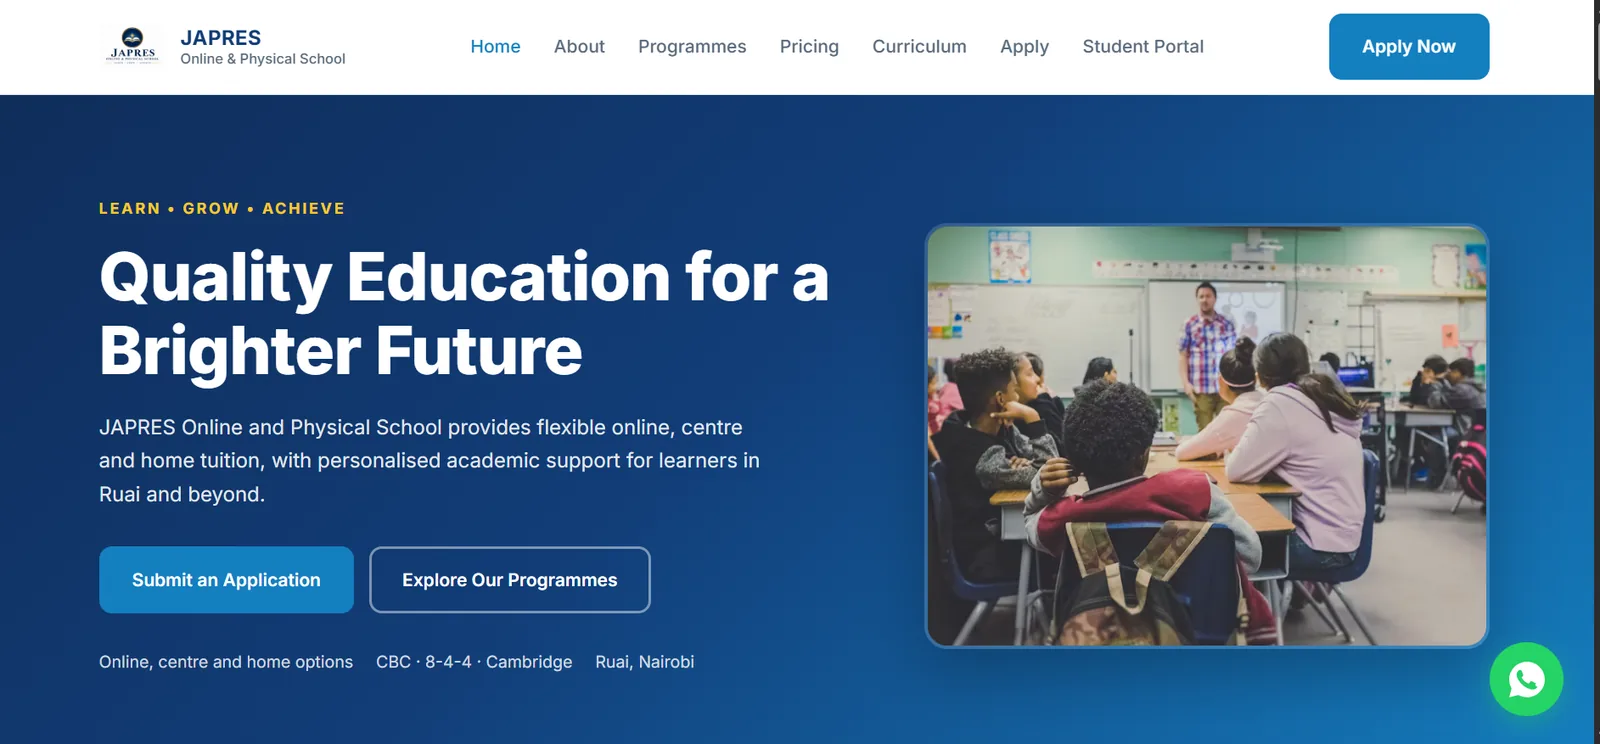 JAPRES
JAPRES
Online & Physical School
Home
About
Programmes
Pricing
Curriculum
Apply
Student Portal
Apply Now
LEARN • GROW • ACHIEVE
Quality Education for a
Brighter Future
JAPRES Online and Physical School provides flexible online, centre
and home tuition, with personalised academic support for learners in
Ruai and beyond.
Submit an Application
Explore Our Programmes
Online, centre and home options
CBC · 8-4-4 · Cambridge
Ruai, Nairobi